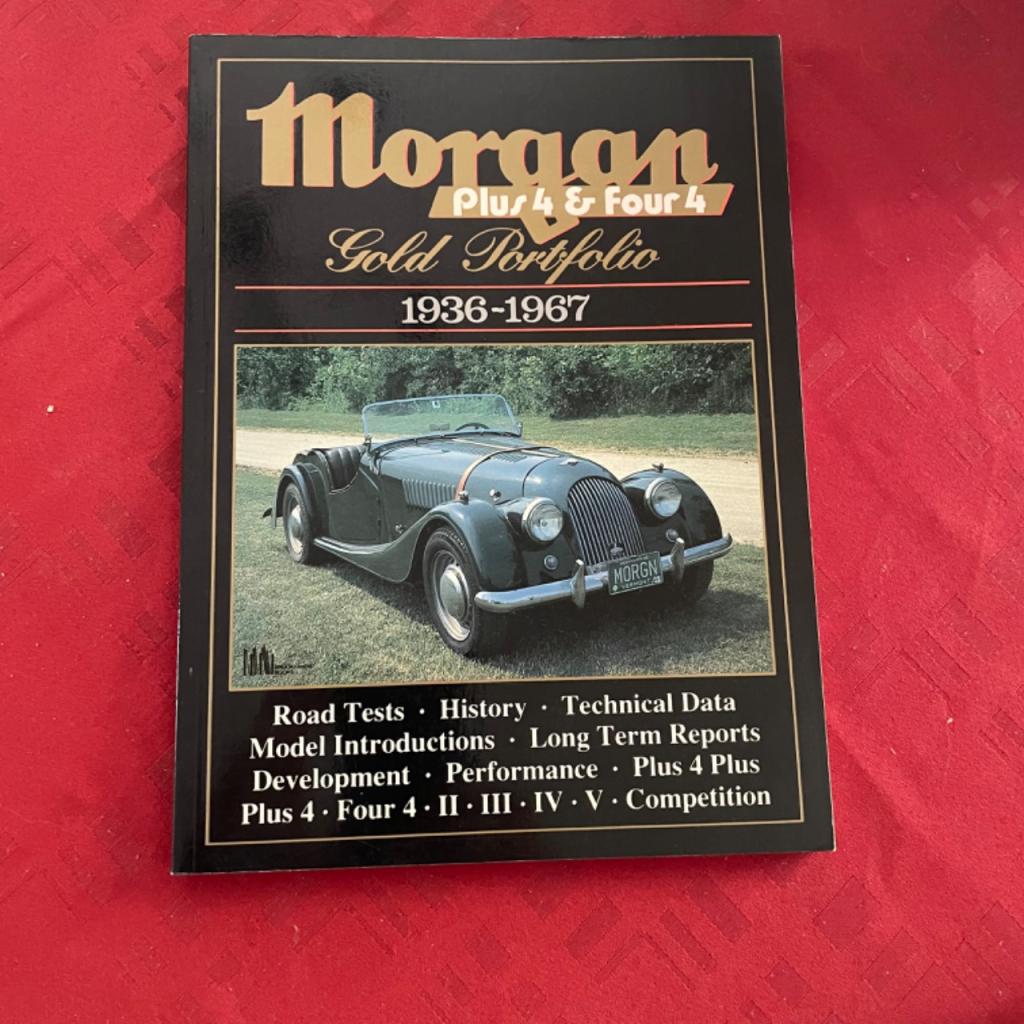 Morgan
Plus 4 & Four 4
Gold Portfolio
1936-1967
MORGN
VERMONT
Road Tests · History · Technical Data
Model Introductions · Long Term Reports
Development · Performance · Plus 4 Plus
Plus 4 · Four 4 · II · III · IV · V · Competition